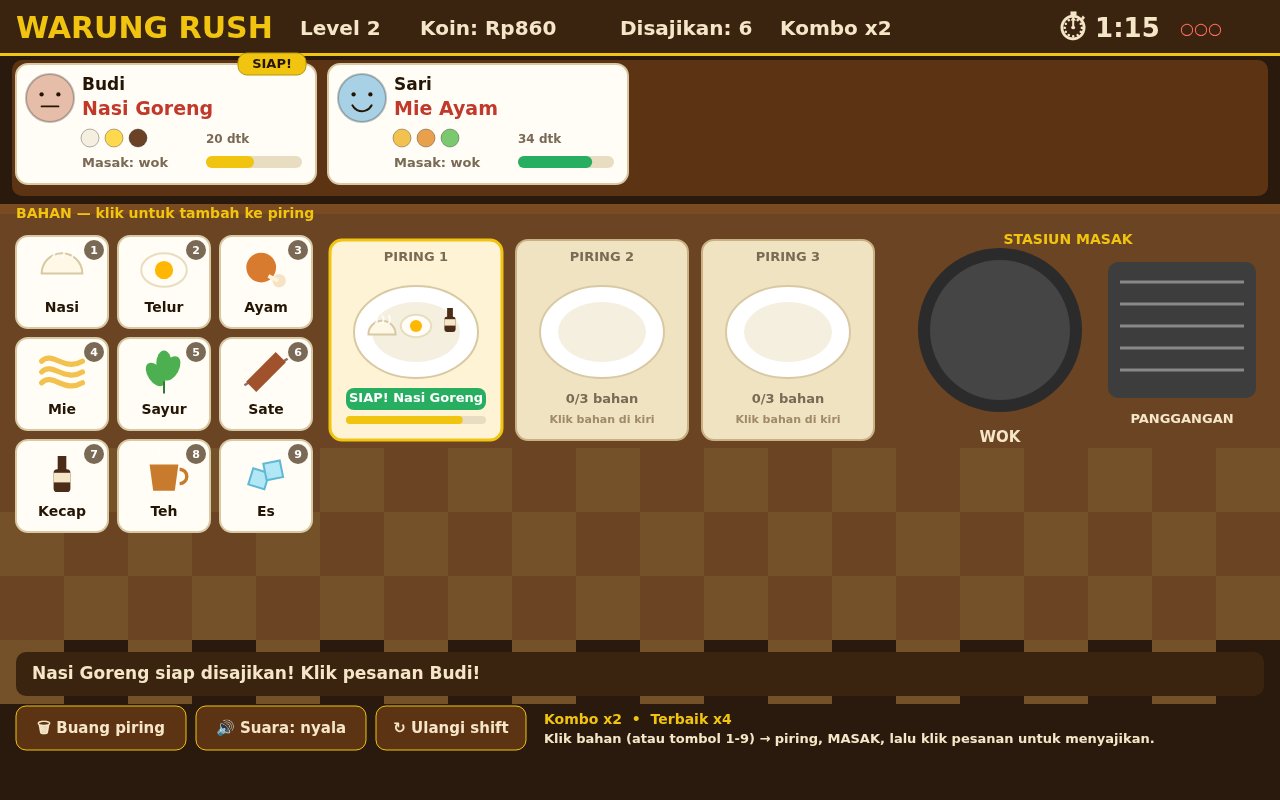 WARUNG RUSH Level 2 Koin: Rp860 Disajikan: 6 Kombo x2 ⏱ 1:15 ○○○
SIAP!
Budi
Nasi Goreng
20 dtk
Masak: wok
Sari
Mie Ayam
34 dtk
Masak: wok
BAHAN — klik untuk tambah ke piring
1
Nasi
2
Telur
3
Ayam
4
Mie
5
Sayur
6
Sate
7
Kecap
8
Teh
9
Es
PIRING 1
SIAP! Nasi Goreng
PIRING 2
0/3 bahan
Klik bahan di kiri
PIRING 3
0/3 bahan
Klik bahan di kiri
STASIUN MASAK
WOK
PANGGANGAN
Nasi Goreng siap disajikan! Klik pesanan Budi!
🗑 Buang piring
🔊 Suara: nyala
↻ Ulangi shift
Kombo x2 • Terbaik x4
Klik bahan (atau tombol 1-9) → piring, MASAK, lalu klik pesanan untuk menyajikan.